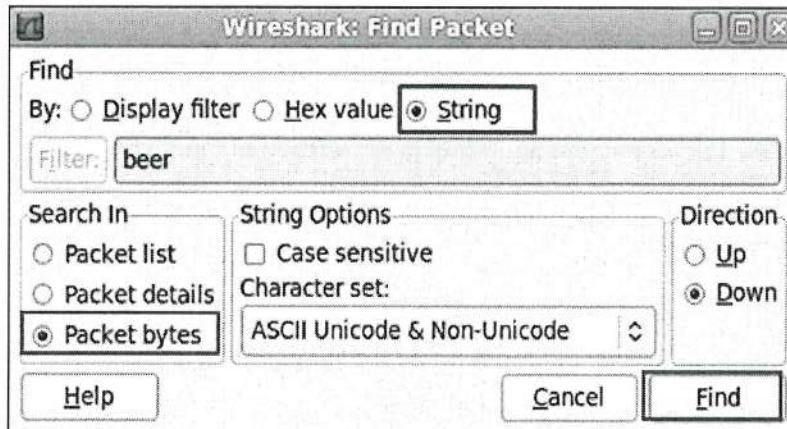 Wireshark: Find Packet
Find
By: Display filter Hex value String
Filter: beer
Search In
Packet list
Packet details
Packet bytes
String Options
Case sensitive
Character set:
ASCII Unicode & Non-Unicode
Direction
Up
Down
Help Cancel Find